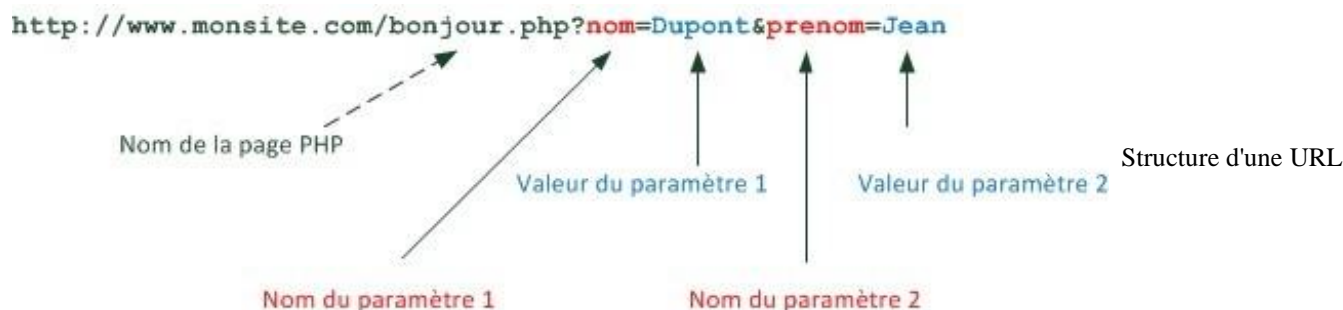 http://www.monsite.com/bonjour.php?nom=Dupont&prenom=Jean
Nom de la page PHP
Valeur du paramètre 1
Valeur du paramètre 2
Structure d'une URL
Nom du paramètre 1
Nom du paramètre 2